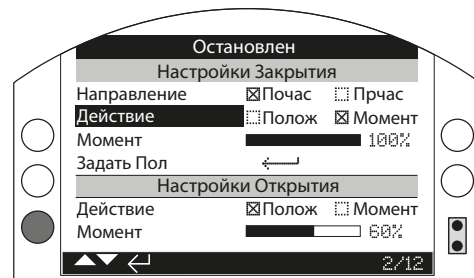 Остановлен
Настройки Закрытия
Направление Почас Прчас
Действие Полож Момент
Момент 100%
Задать Пол
Настройки Открытия
Действие Полож Момент
Момент 60%
2/12